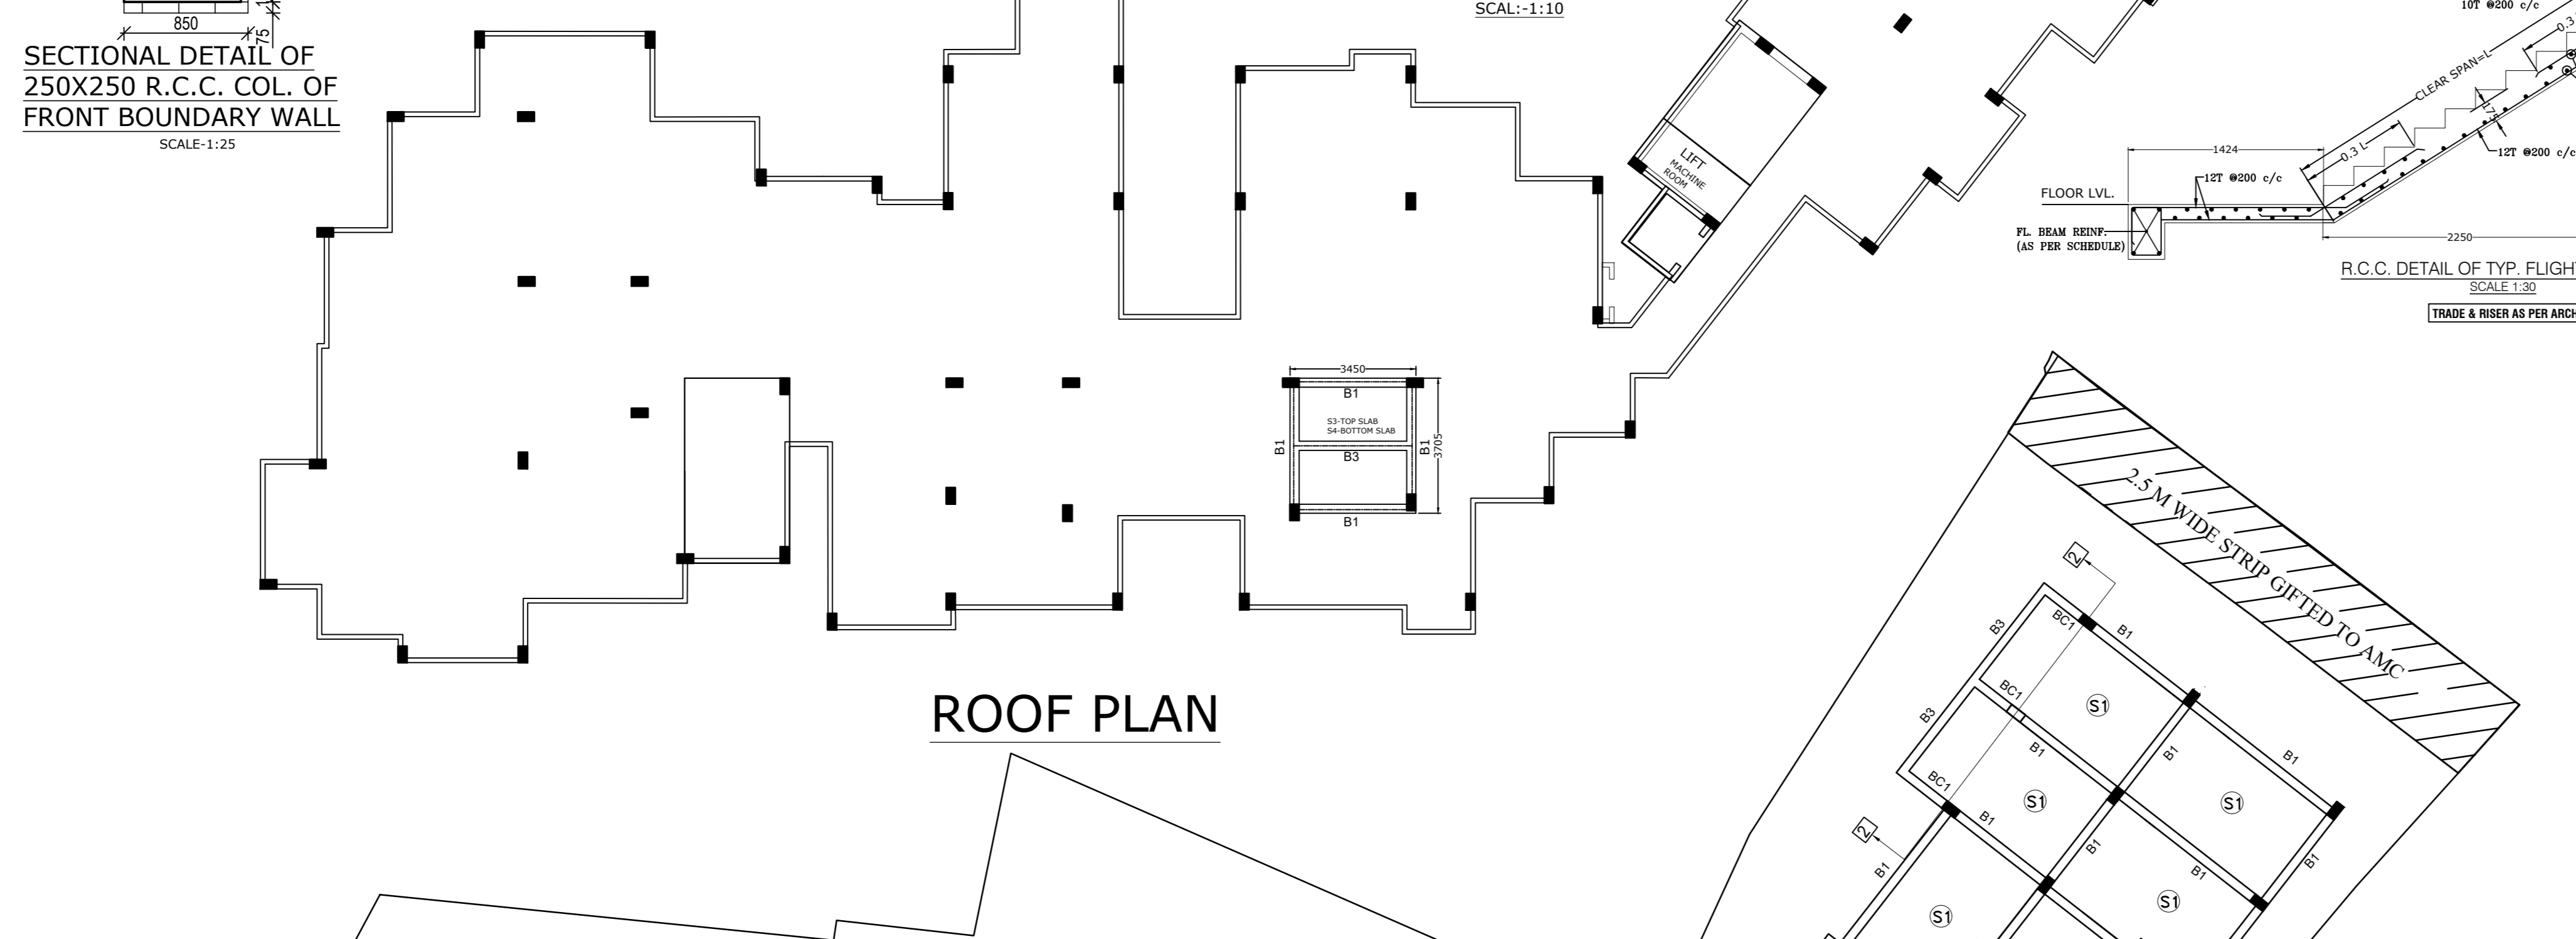 850
75
SECTIONAL DETAIL OF
250X250 R.C.C. COL. OF
FRONT BOUNDARY WALL
SCALE-1:25
SCAL:-1:10
LIFT
MACHINE
ROOM
10T @200 c/c
CLEAR SPAN=L
0.3 L
175
1424
12T @200 c/c
12T @200 c/c
FLOOR LVL.
FL. BEAM REINF.
(AS PER SCHEDULE)
2250
R.C.C. DETAIL OF TYP. FLIGH
SCALE 1:30
TRADE & RISER AS PER ARCH
3450
B1
S3-TOP SLAB
S4-BOTTOM SLAB
B1
B1
3705
B3
B1
ROOF PLAN
2.5 M WIDE STRIP GIFTED TO AMC
2
B3
BC1
B1
BC1
S1
B3
B1
B1
B1
BC1
S1
S1
B1
2
B1
B1
B1
B1
S1
S1